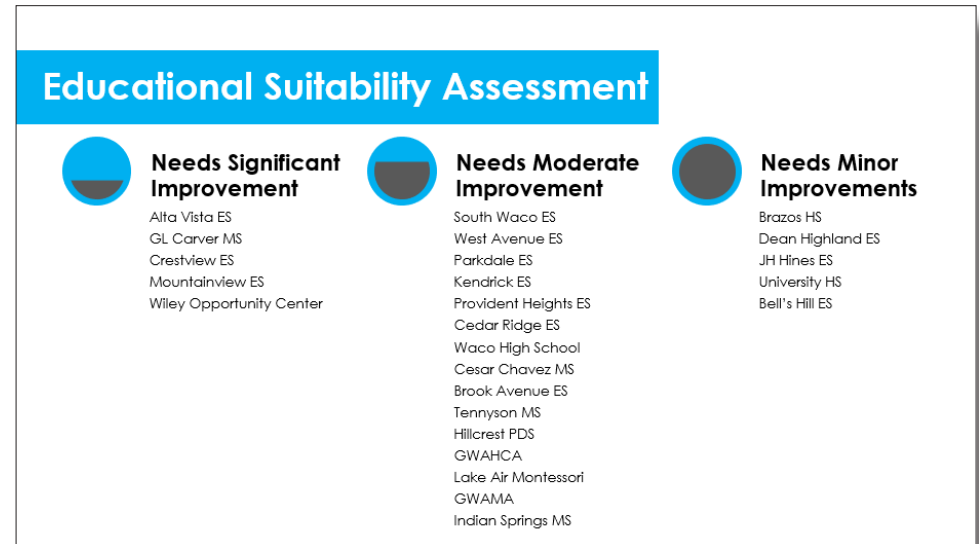 Educational Suitability Assessment
Needs Significant
Improvement
Alta Vista ES
GL Carver MS
Crestview ES
Mountainview ES
Wiley Opportunity Center
Needs Moderate
Improvement
South Waco ES
West Avenue ES
Parkdale ES
Kendrick ES
Provident Heights ES
Cedar Ridge ES
Waco High School
Cesar Chavez MS
Brook Avenue ES
Tennyson MS
Hillcrest PDS
GWAHCA
Lake Air Montessori
GWAMA
Indian Springs MS
Needs Minor
Improvements
Brazos HS
Dean Highland ES
JH Hines ES
University HS
Bell's Hill ES